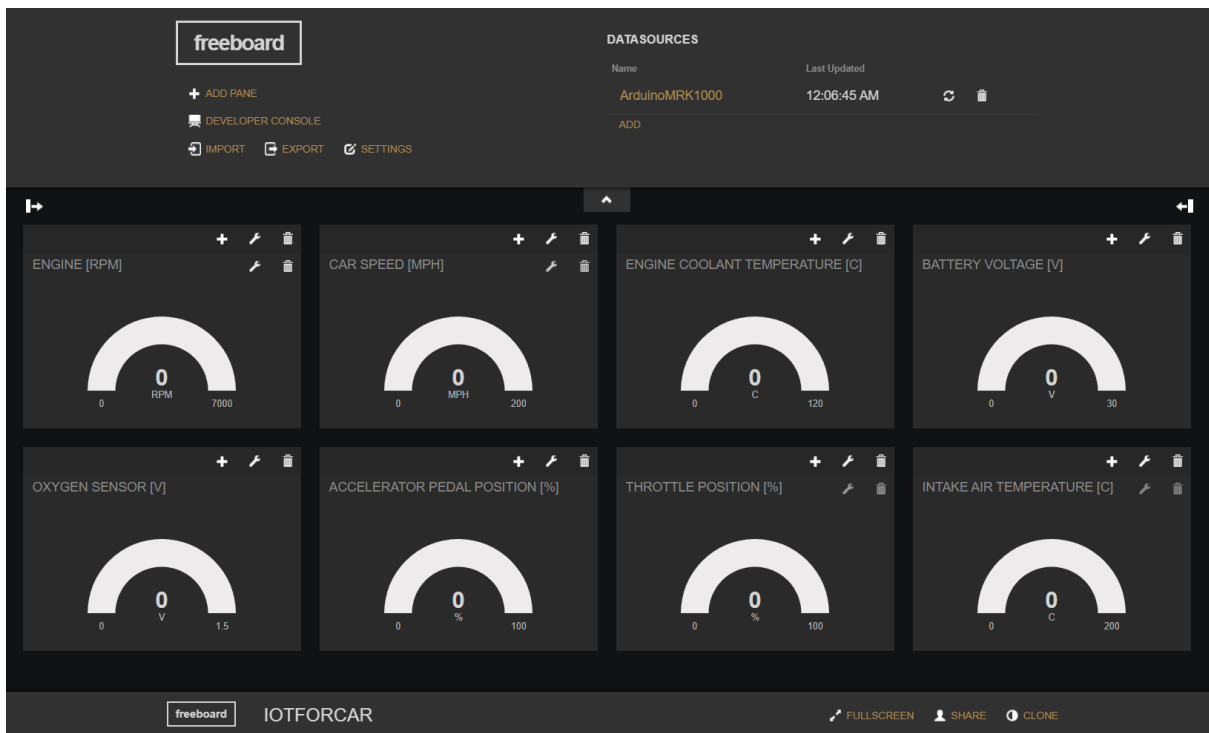 freeboard
ADD PANE
DEVELOPER CONSOLE
IMPORT EXPORT SETTINGS
DATASOURCES
Name Last Updated
ArduinoMRK1000 12:06:45 AM
ADD
ENGINE [RPM]
0
RPM
0 7000
CAR SPEED [MPH]
0
MPH
0 200
ENGINE COOLANT TEMPERATURE [C]
0
C
0 120
BATTERY VOLTAGE [V]
0
V
0 30
OXYGEN SENSOR [V]
0
V
0 1.5
ACCELERATOR PEDAL POSITION [%]
0
%
0 100
THROTTLE POSITION [%]
0
%
0 100
INTAKE AIR TEMPERATURE [C]
0
C
0 200
freeboard IOTFORCAR FULLSCREEN SHARE CLONE